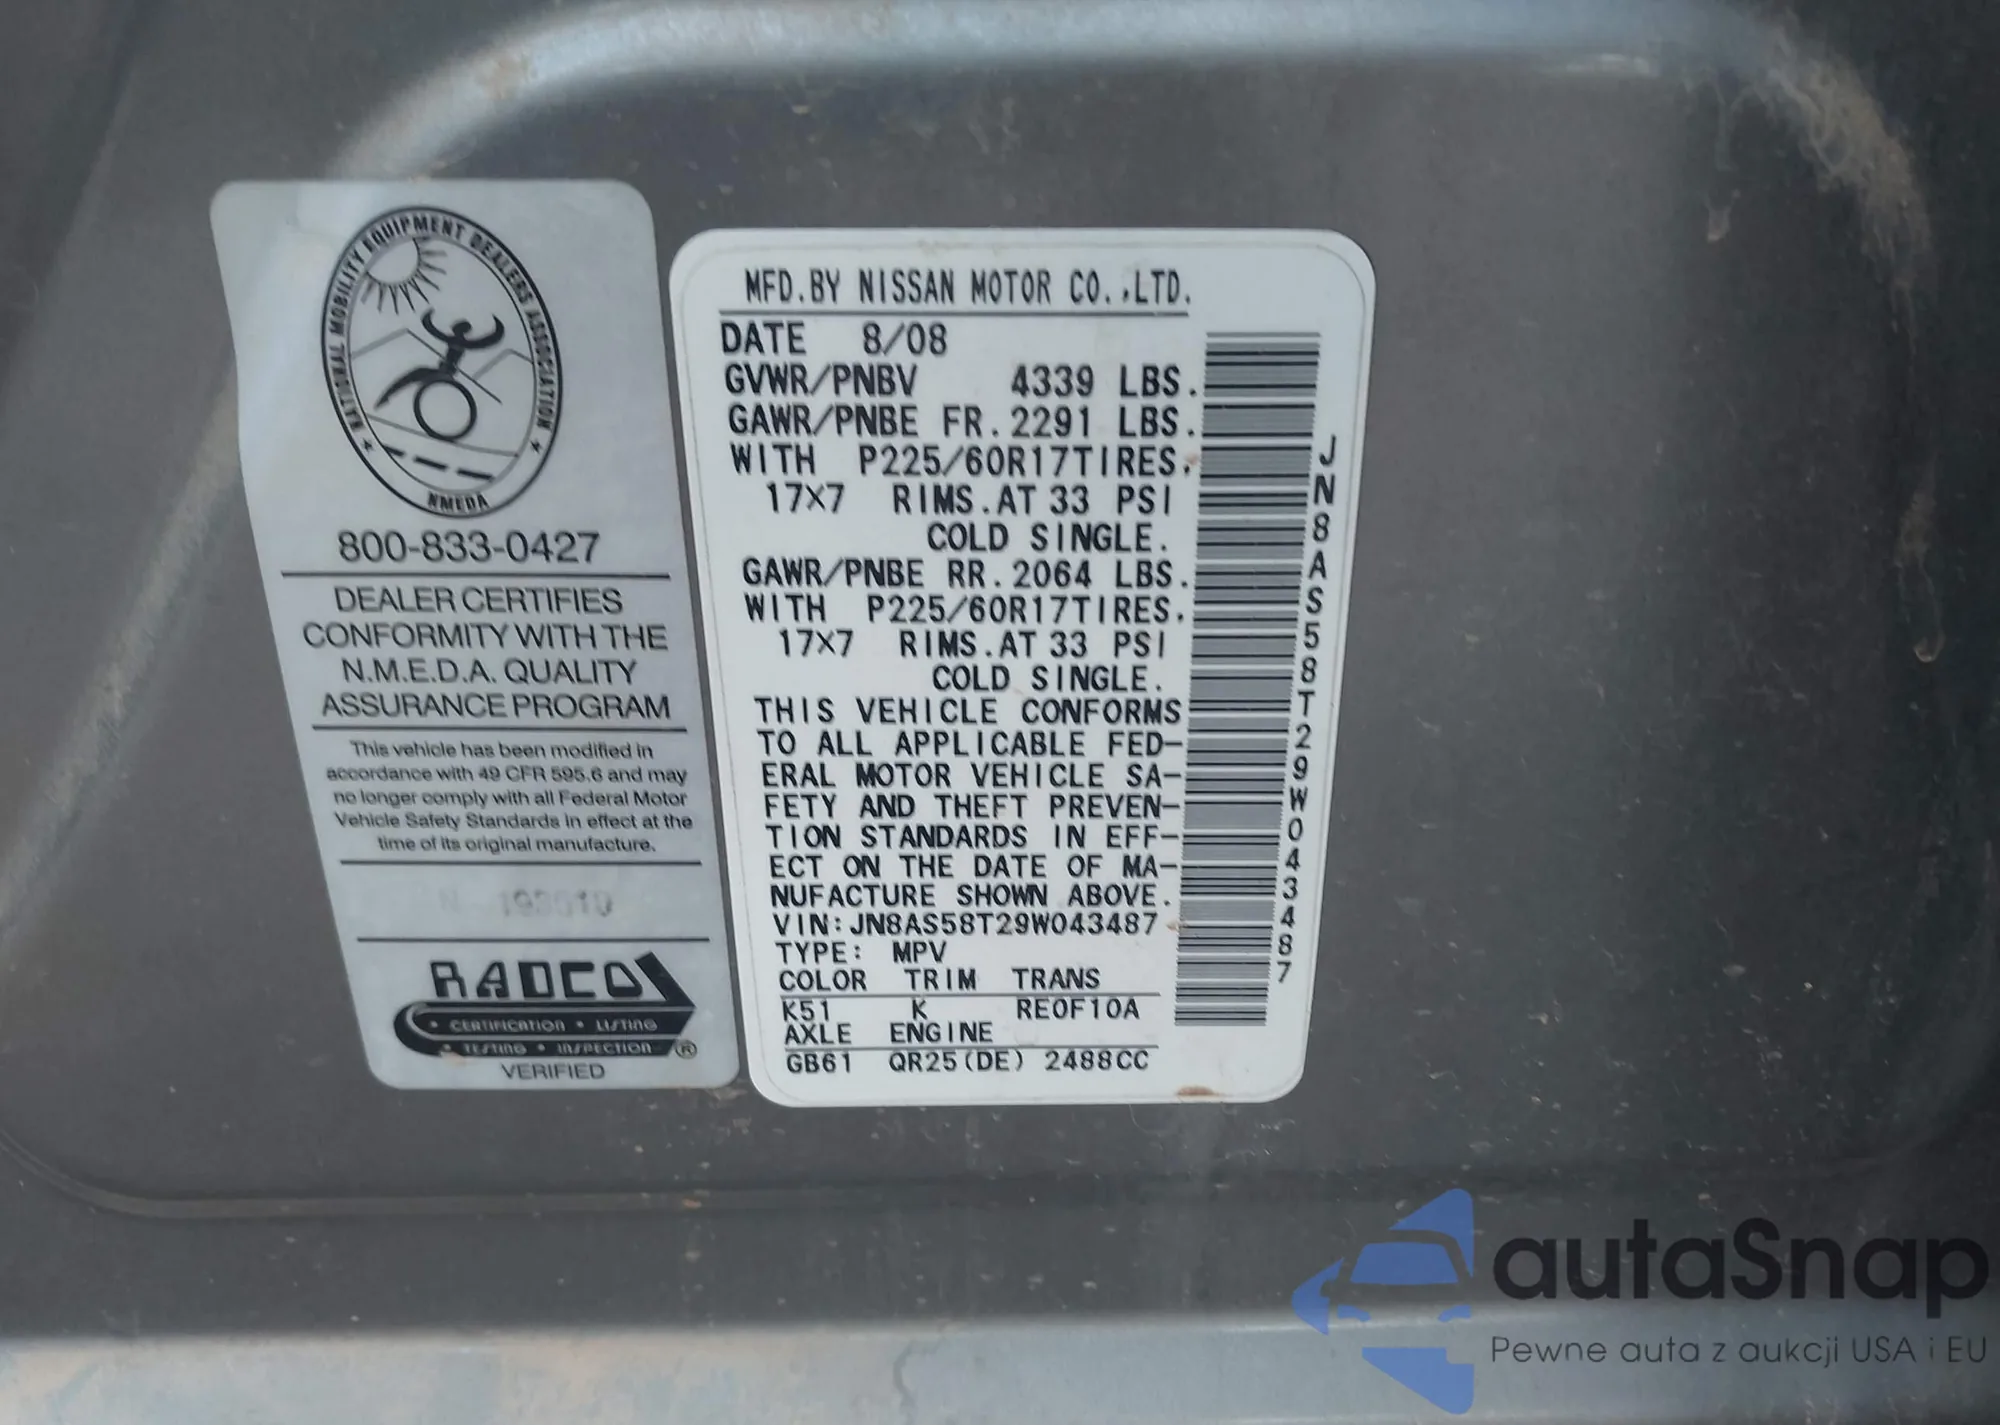 NATIONAL MOBILITY EQUIPMENT DEALERS ASSOCIATION
NMEDA
800-833-0427
DEALER CERTIFIES
CONFORMITY WITH THE
N.M.E.D.A. QUALITY
ASSURANCE PROGRAM
This vehicle has been modified in
accordance with 49 CFR 595.6 and may
no longer comply with all Federal Motor
Vehicle Safety Standards in effect at the
time of its original manufacture.
RADCO
• CERTIFICATION • LISTING
• TESTING • INSPECTION ®
VERIFIED
MFD.BY NISSAN MOTOR CO.,LTD.
DATE 8/08
GVWR/PNBV 4339 LBS.
GAWR/PNBE FR.2291 LBS.
WITH P225/60R17TIRES.
17X7 RIMS.AT 33 PSI
COLD SINGLE.
GAWR/PNBE RR.2064 LBS.
WITH P225/60R17TIRES.
17X7 RIMS.AT 33 PSI
COLD SINGLE.
THIS VEHICLE CONFORMS
TO ALL APPLICABLE FED-
ERAL MOTOR VEHICLE SA-
FETY AND THEFT PREVEN-
TION STANDARDS IN EFF-
ECT ON THE DATE OF MA-
NUFACTURE SHOWN ABOVE.
VIN:JN8AS58T29W043487
TYPE: MPV
COLOR TRIM TRANS
K51 K RE0F10A
AXLE ENGINE
GB61 QR25(DE) 2488CC
JN8AS58T29W043487
autaSnap
Pewne auta z aukcji USA i EU